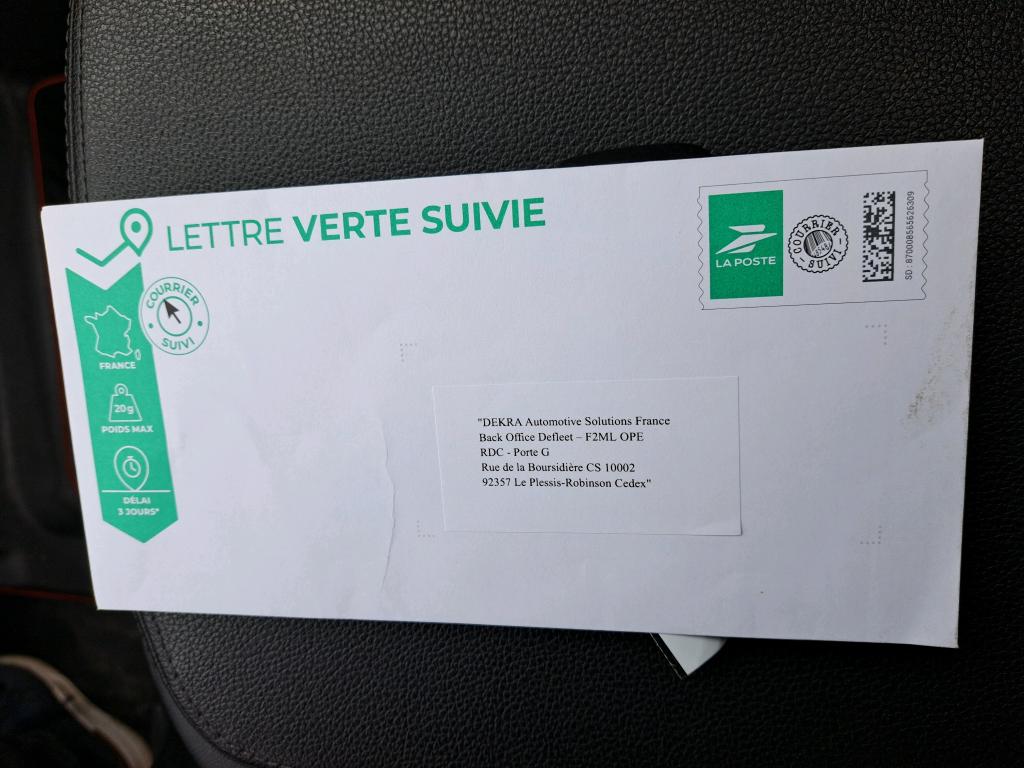 LETTRE VERTE SUIVIE
COURRIER
SUIVI
FRANCE
20g
POIDS MAX
DÉLAI
3 JOURS*
LA POSTE
COURRIER
SUIVI
SD : 870008565626309
"DEKRA Automotive Solutions France
Back Office Defleet – F2ML OPE
RDC - Porte G
Rue de la Boursidière CS 10002
92357 Le Plessis-Robinson Cedex"